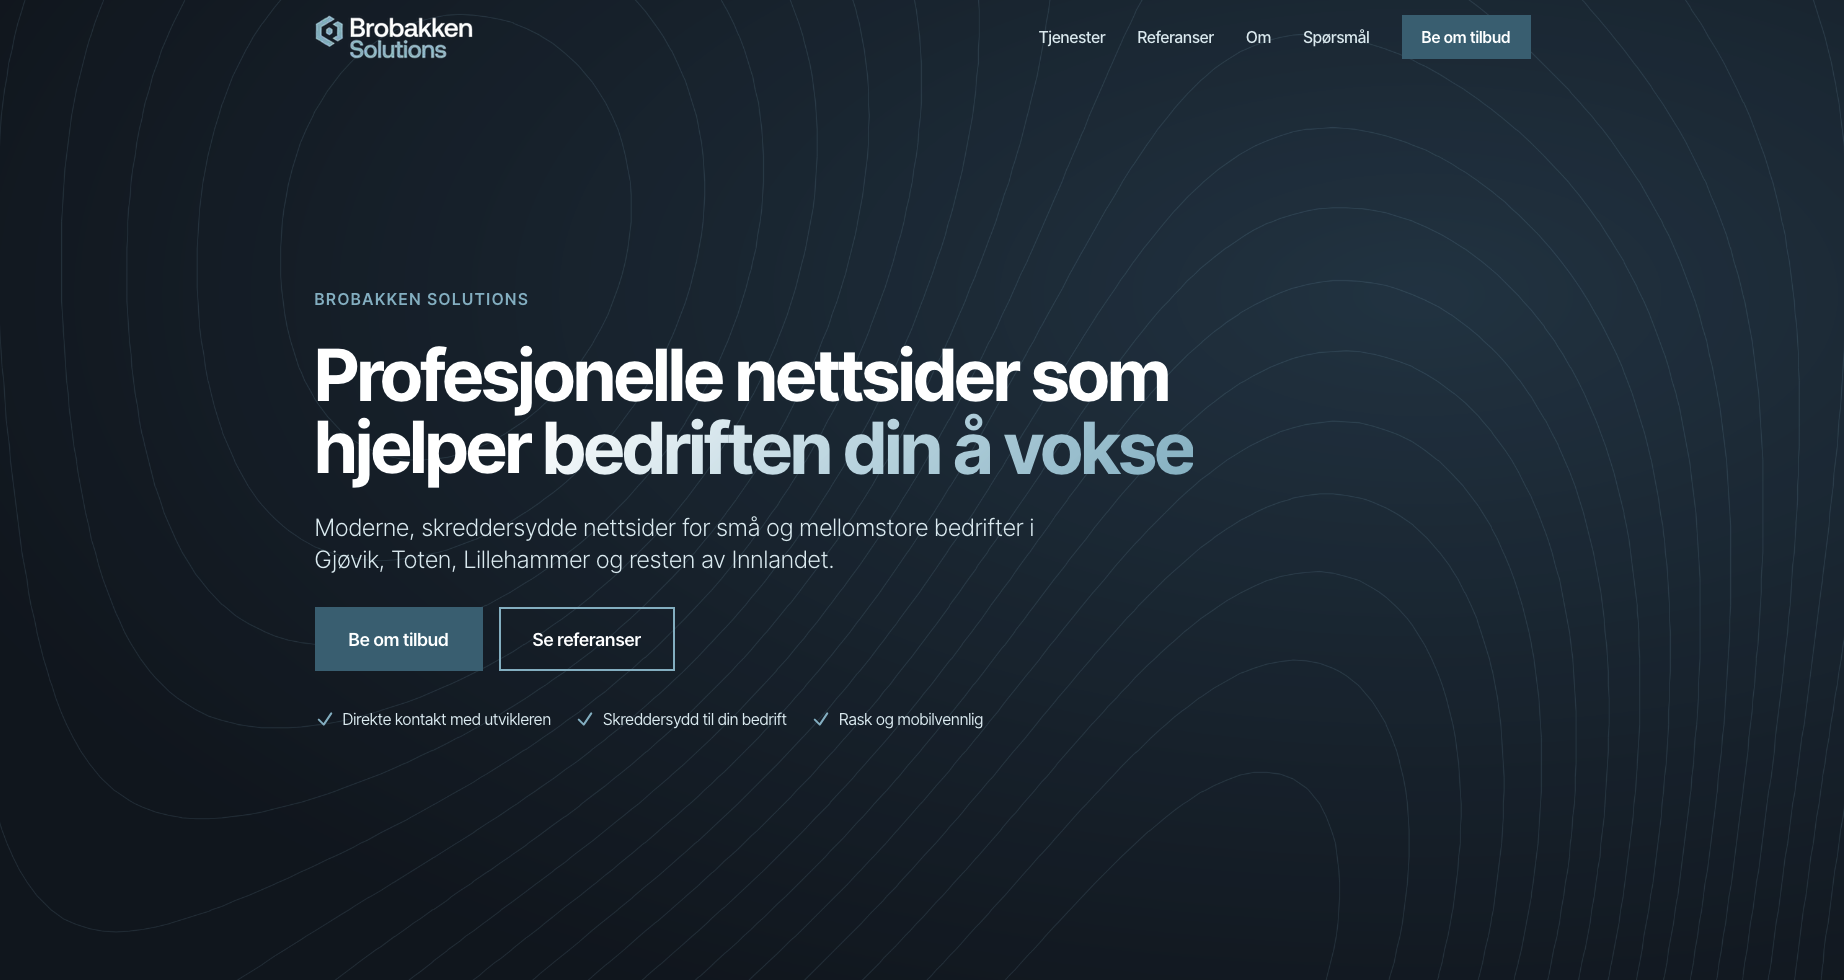 Brobakken
Solutions
Tjenester
Referanser
Om
Spørsmål
Be om tilbud
BROBAKKEN SOLUTIONS
Profesjonelle nettsider som
hjelper bedriften din å vokse
Moderne, skreddersydde nettsider for små og mellomstore bedrifter i
Gjøvik, Toten, Lillehammer og resten av Innlandet.
Be om tilbud
Se referanser
Direkte kontakt med utvikleren
Skreddersydd til din bedrift
Rask og mobilvennlig